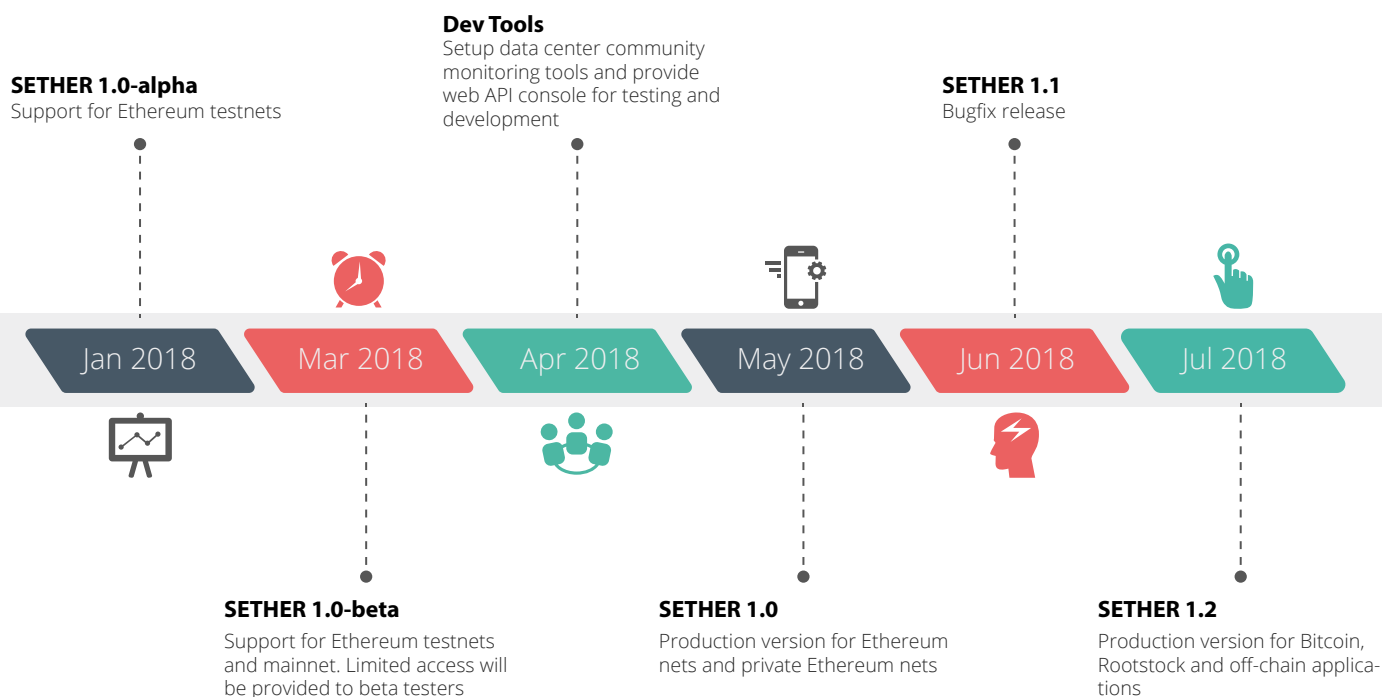 Dev Tools
Setup data center community
monitoring tools and provide
web API console for testing and
development
SETHER 1.0-alpha
Support for Ethereum testnets
SETHER 1.1
Bugfix release
Jan 2018
Mar 2018
Apr 2018
May 2018
Jun 2018
Jul 2018
SETHER 1.0-beta
Support for Ethereum testnets
and mainnet. Limited access will
be provided to beta testers
SETHER 1.0
Production version for Ethereum
nets and private Ethereum nets
SETHER 1.2
Production version for Bitcoin,
Rootstock and off-chain applica-
tions